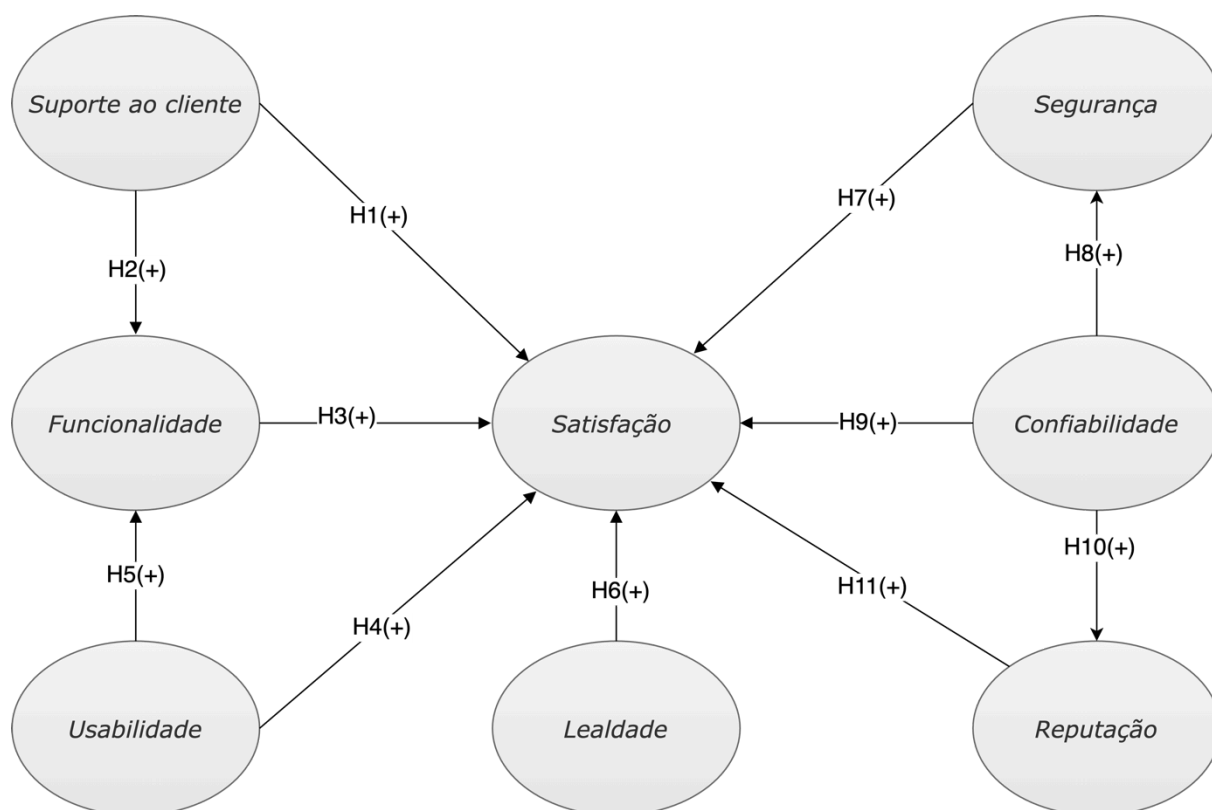 Suporte ao cliente
Segurança
H1(+)
H7(+)
H2(+)
H8(+)
Funcionalidade
H3(+)
Satisfação
H9(+)
Confiabilidade
H5(+)
H4(+)
H6(+)
H11(+)
H10(+)
Usabilidade
Lealdade
Reputação